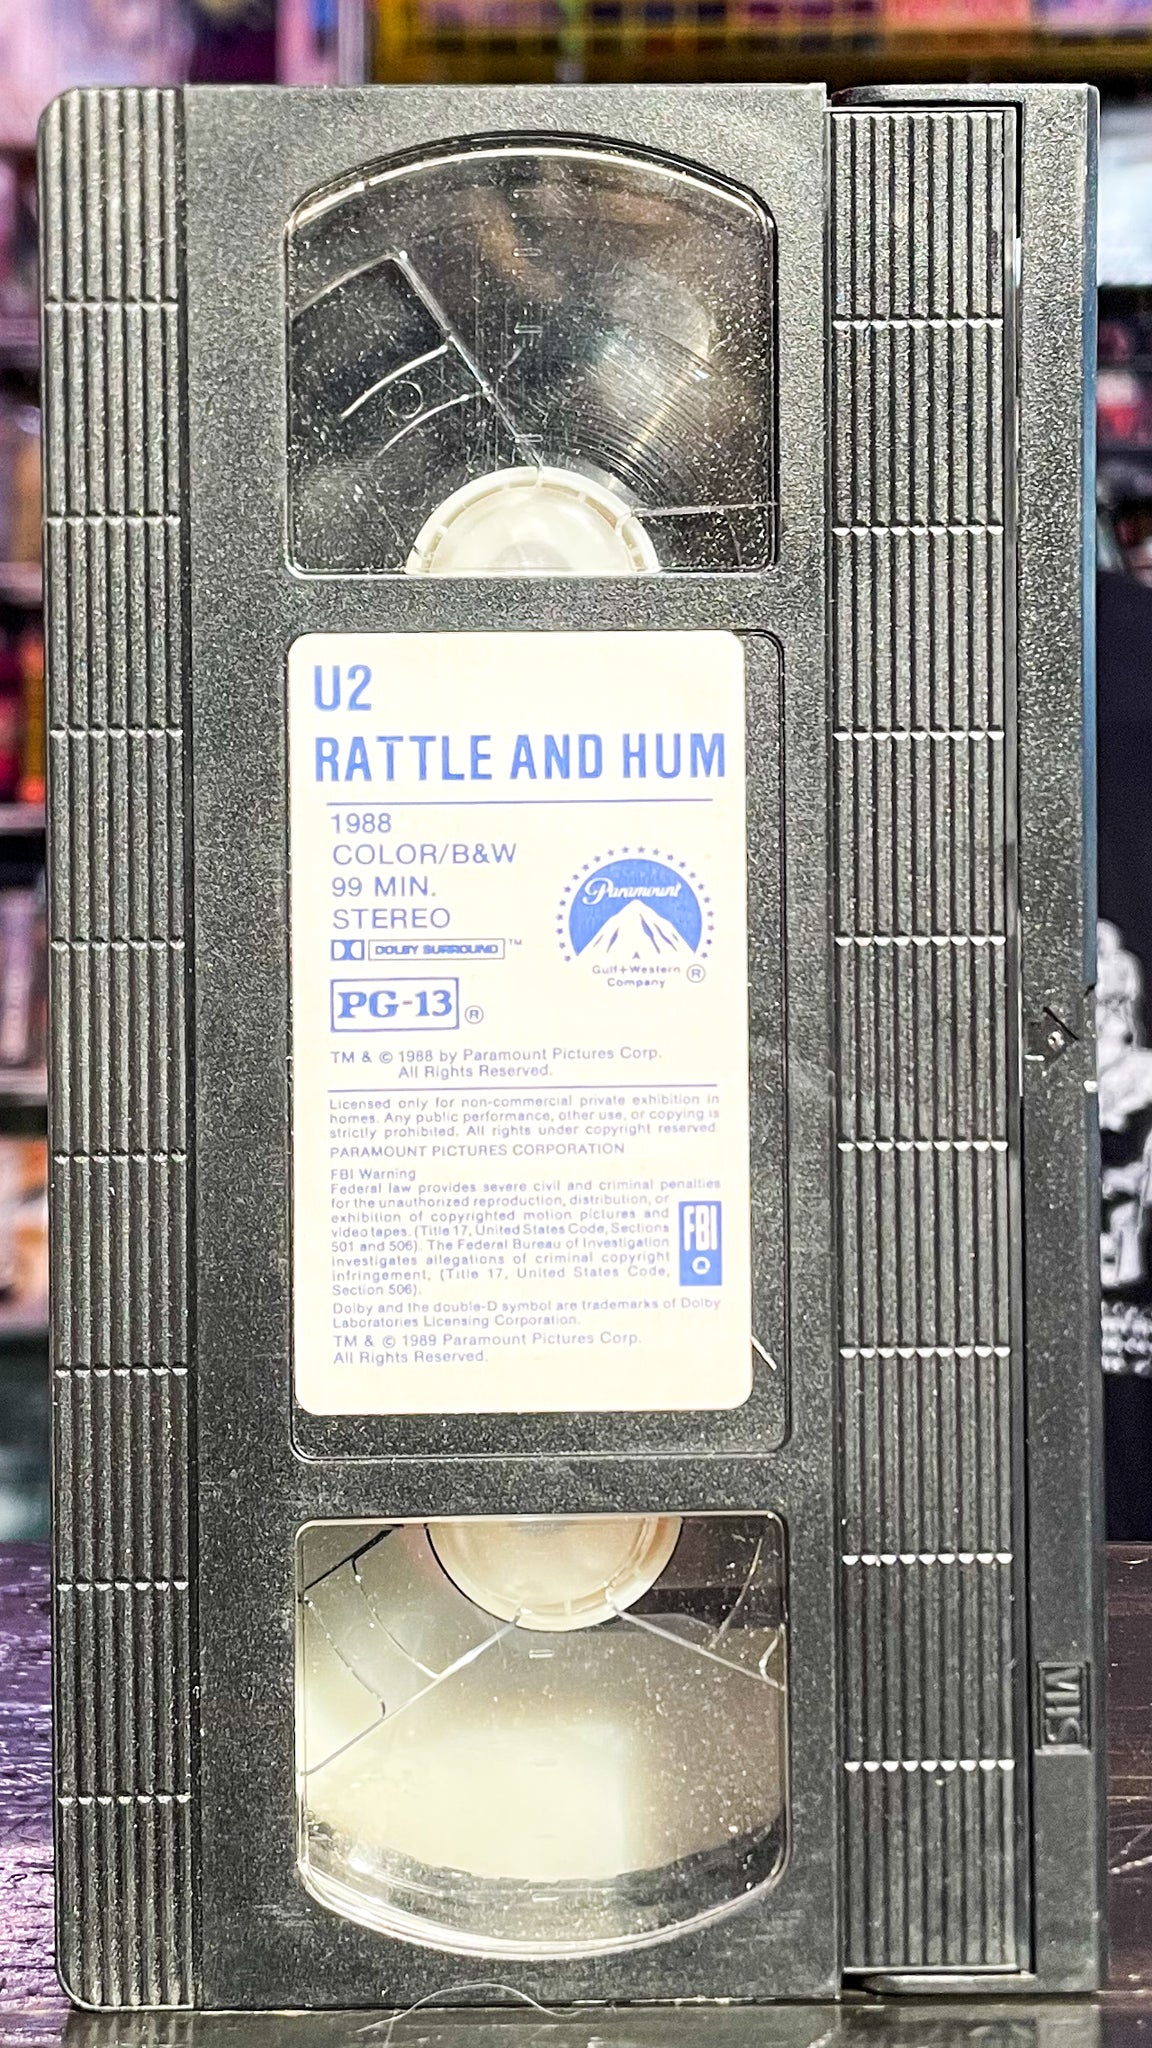 U2
RATTLE AND HUM
1988
COLOR/B&W
99 MIN.
STEREO
DOLBY SURROUND™
Paramount
A
Gulf+Western
Company
®
PG-13®
TM & © 1988 by Paramount Pictures Corp.
All Rights Reserved.
Licensed only for non-commercial private exhibition in
homes. Any public performance, other use, or copying is
strictly prohibited. All rights under copyright reserved.
PARAMOUNT PICTURES CORPORATION
FBI Warning
Federal law provides severe civil and criminal penalties
for the unauthorized reproduction, distribution, or
exhibition of copyrighted motion pictures and
video tapes. (Title 17, United States Code, Sections
501 and 506). The Federal Bureau of Investigation
investigates allegations of criminal copyright
infringement, (Title 17, United States Code,
Section 506).
FBI
Dolby and the double-D symbol are trademarks of Dolby
Laboratories Licensing Corporation.
TM & © 1989 Paramount Pictures Corp.
All Rights Reserved.
VHS